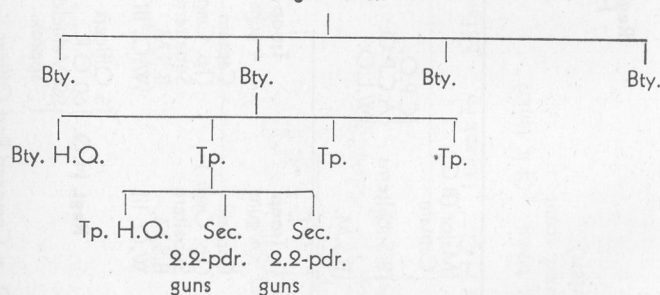 Bty. Bty. Bty. Bty.
Bty. H.Q. Tp. Tp. Tp.
Tp. H.Q. Sec. Sec.
2.2-pdr. 2.2-pdr.
guns guns